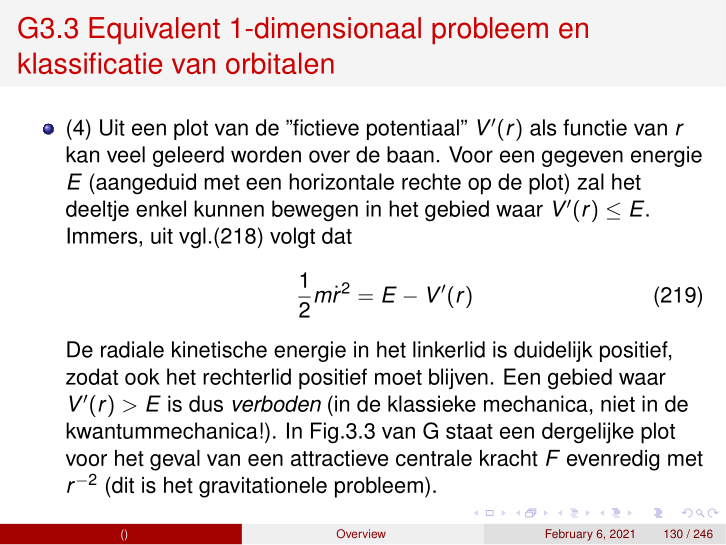 G3.3 Equivalent 1-dimensionaal probleem en
klassificatie van orbitalen
(4) Uit een plot van de ”fictieve potentiaal” V′(r) als functie van r
kan veel geleerd worden over de baan. Voor een gegeven energie
E (aangeduid met een horizontale rechte op de plot) zal het
deeltje enkel kunnen bewegen in het gebied waar V′(r) ≤ E.
Immers, uit vgl.(218) volgt dat
1/2 mṙ² = E − V′(r) (219)
De radiale kinetische energie in het linkerlid is duidelijk positief,
zodat ook het rechterlid positief moet blijven. Een gebied waar
V′(r) > E is dus verboden (in de klassieke mechanica, niet in de
kwantummechanica!). In Fig.3.3 van G staat een dergelijke plot
voor het geval van een attractieve centrale kracht F evenredig met
r⁻² (dit is het gravitationele probleem).
() Overview February 6, 2021 130 / 246